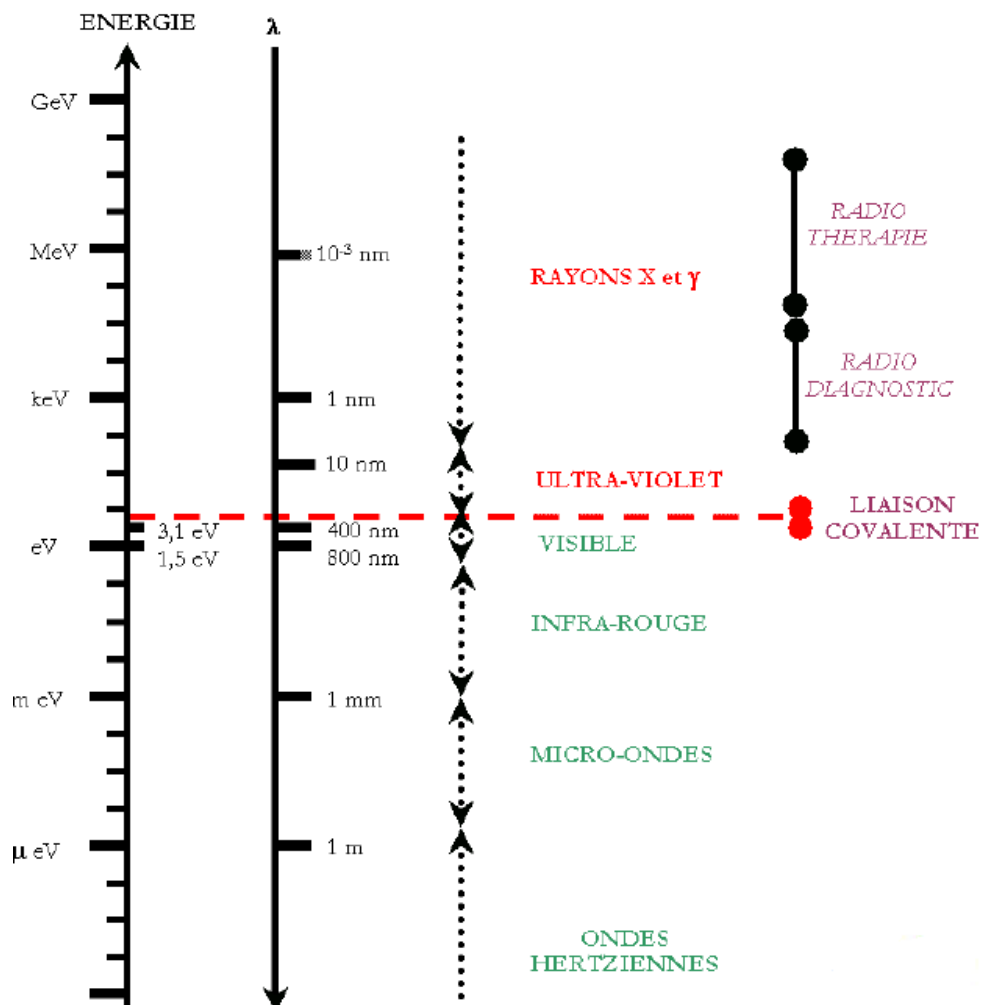 ENERGIE
λ
GeV
MeV
10⁻³ nm
RAYONS X et γ
RADIO
THERAPIE
keV
1 nm
RADIO
DIAGNOSTIC
10 nm
ULTRA-VIOLET
LIAISON
COVALENTE
3,1 eV
400 nm
VISIBLE
eV
1,5 eV
800 nm
INFRA-ROUGE
m eV
1 mm
MICRO-ONDES
μ eV
1 m
ONDES
HERTZIENNES